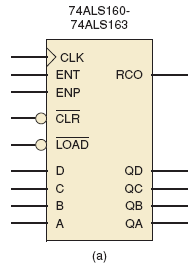 74ALS160-
74ALS163
CLK
ENT RCO
ENP
CLR
LOAD
D QD
C QC
B QB
A QA
(a)